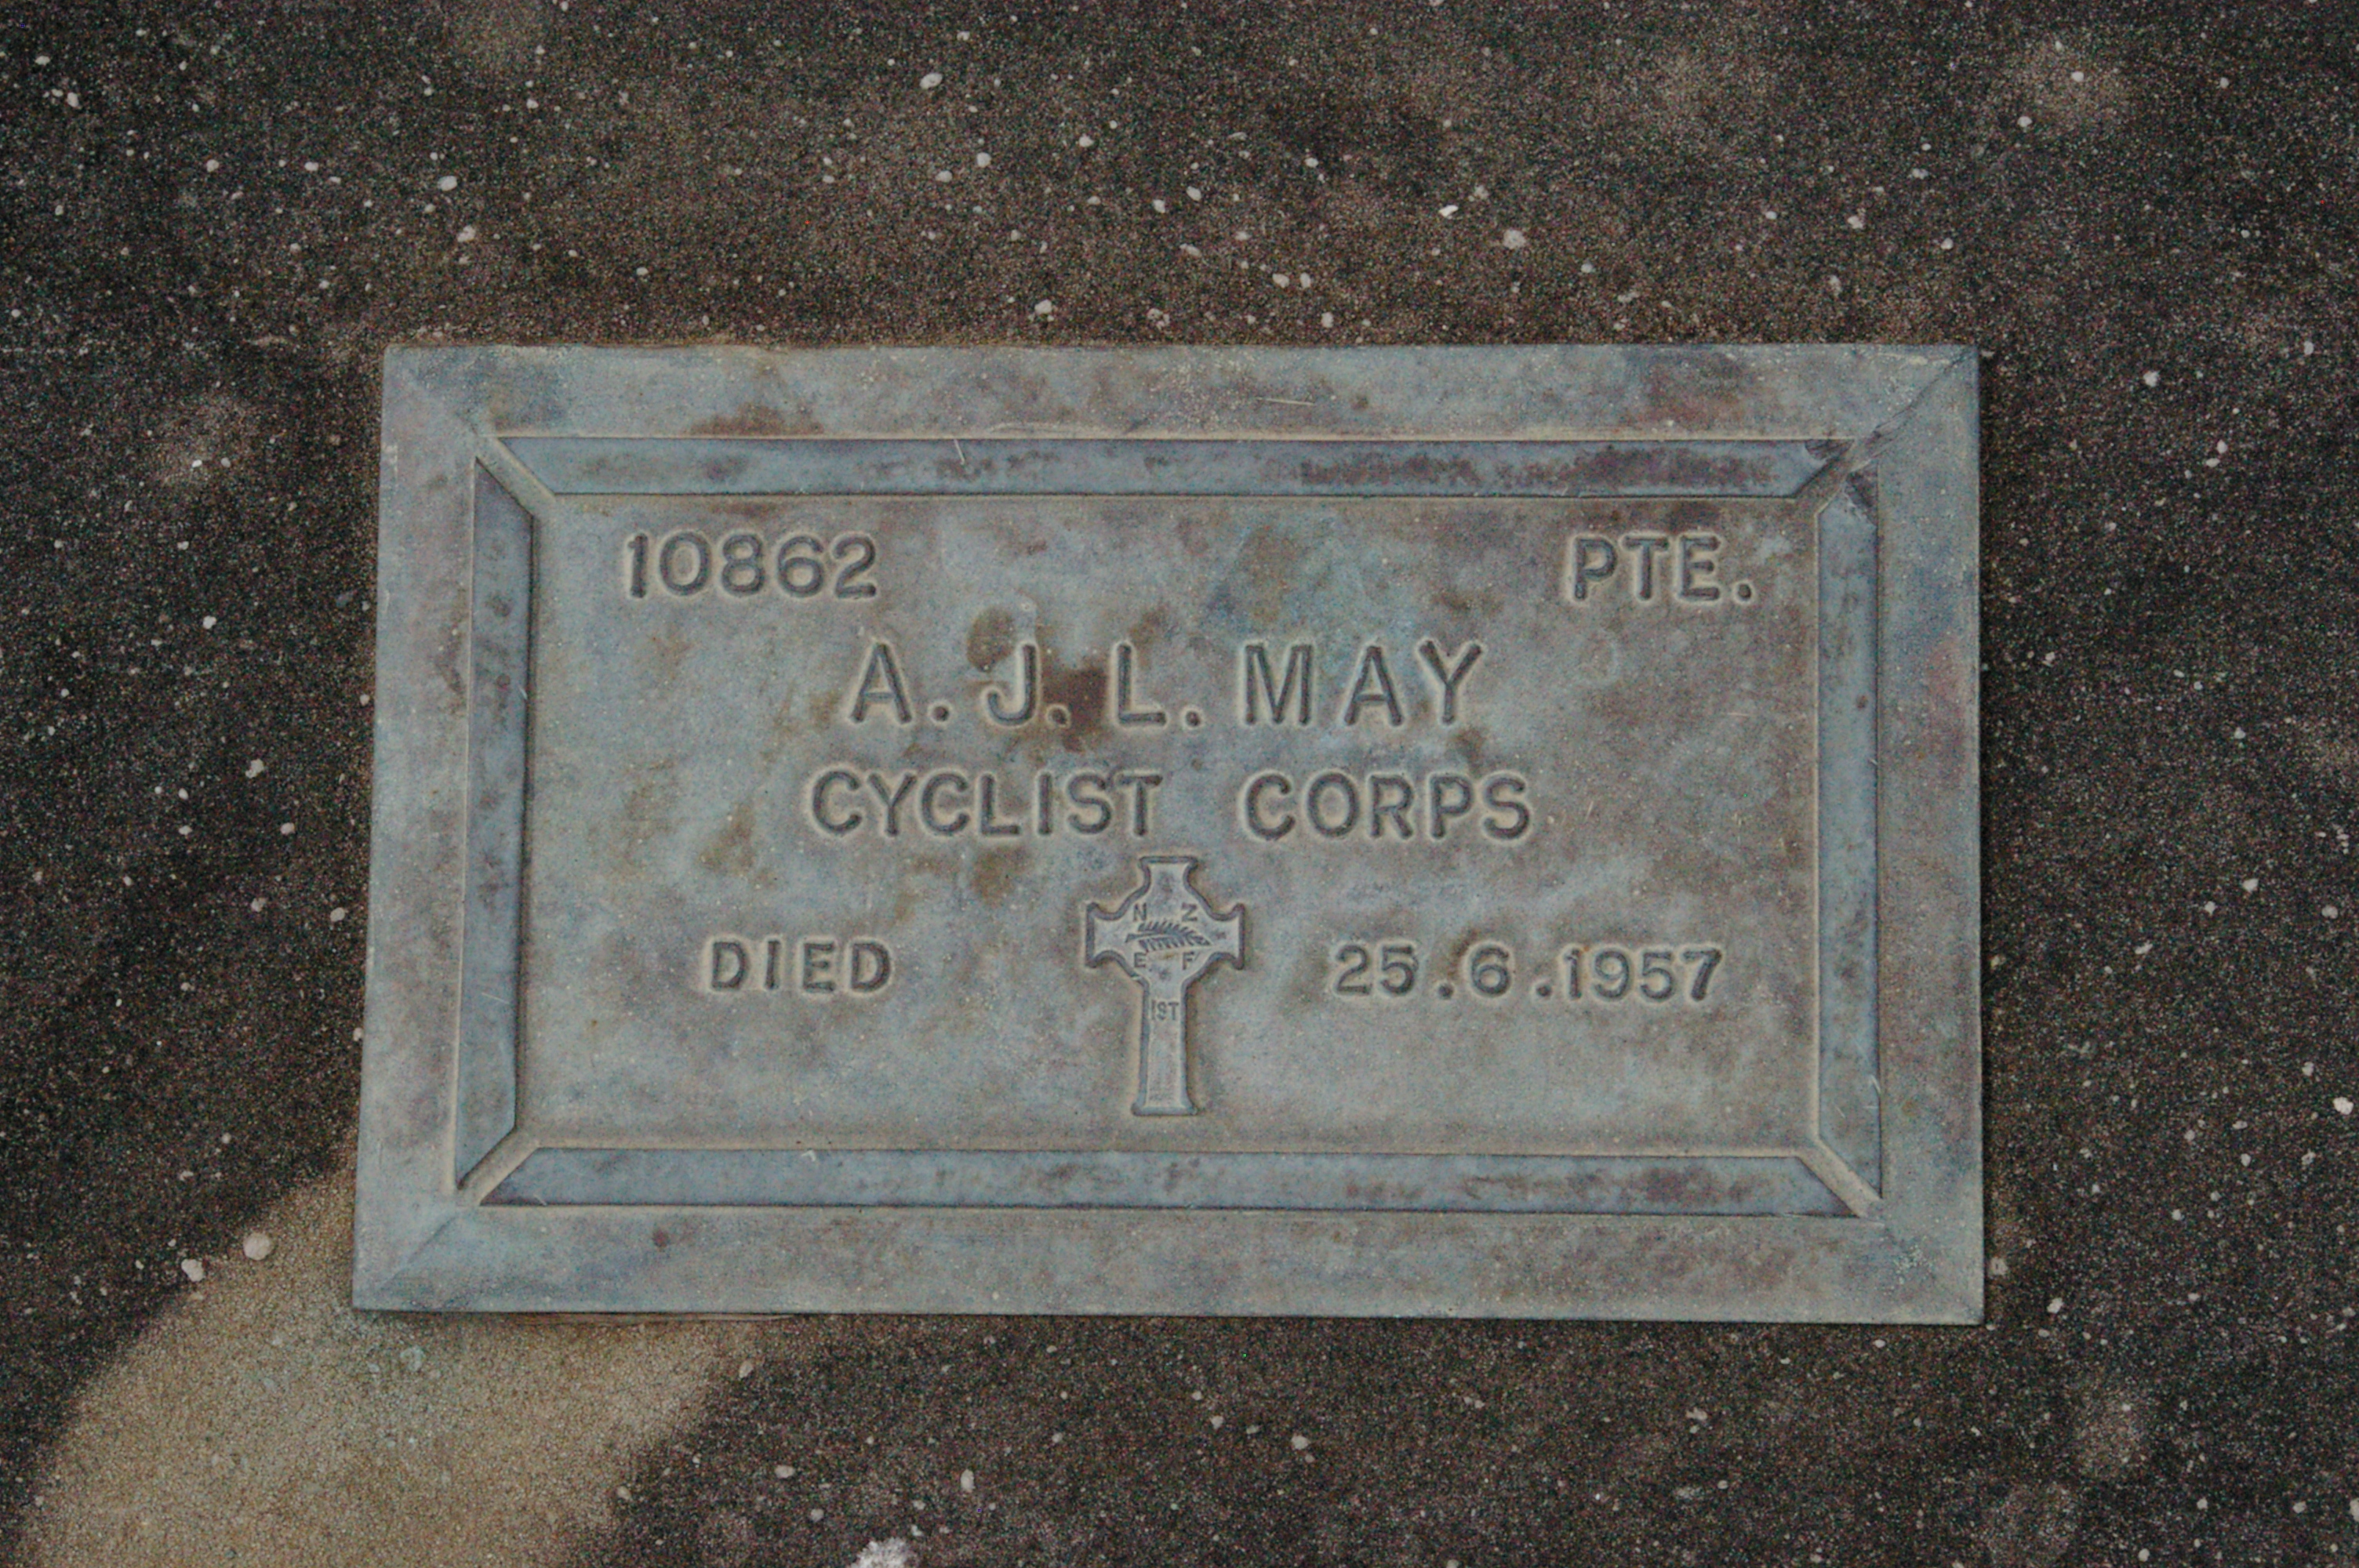 10862 PTE.
A. J. L. MAY
CYCLIST CORPS
N Z
E F
1ST
DIED 25.6.1957